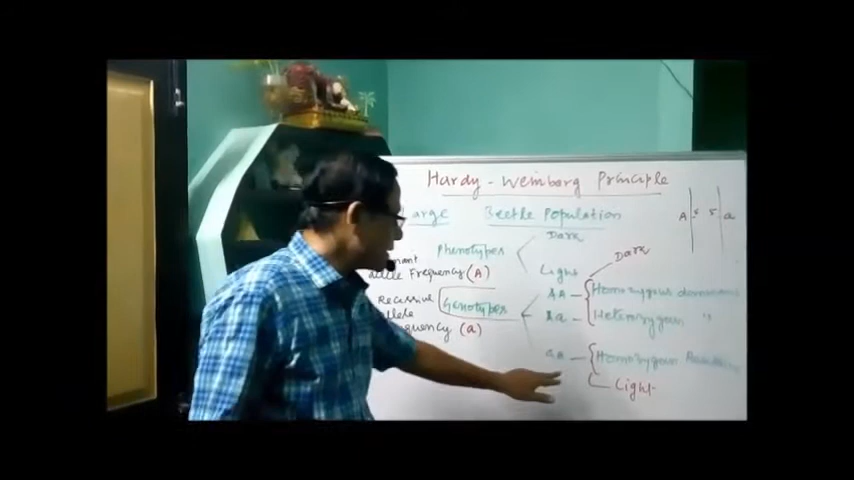 Hardy - Weinberg Principle
Large Beetle Population
A s s a
Dark
Phenotypes
Dark
Light
allele Frequency (A)
AA Homozygous dominant
Recessive
Genotypes
Aa Heterozygous "
allele
Frequency (a)
aa Homozygous Recessive
Light